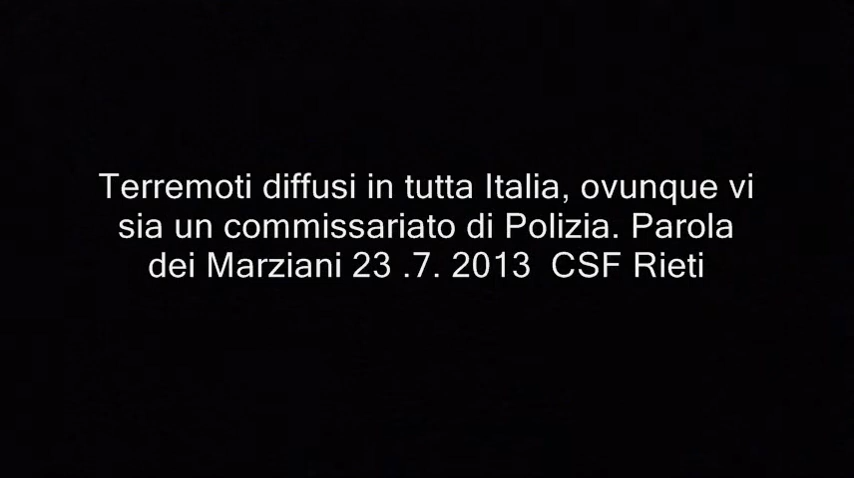 Terremoti diffusi in tutta Italia, ovunque vi
sia un commissariato di Polizia. Parola
dei Marziani 23 .7. 2013  CSF Rieti